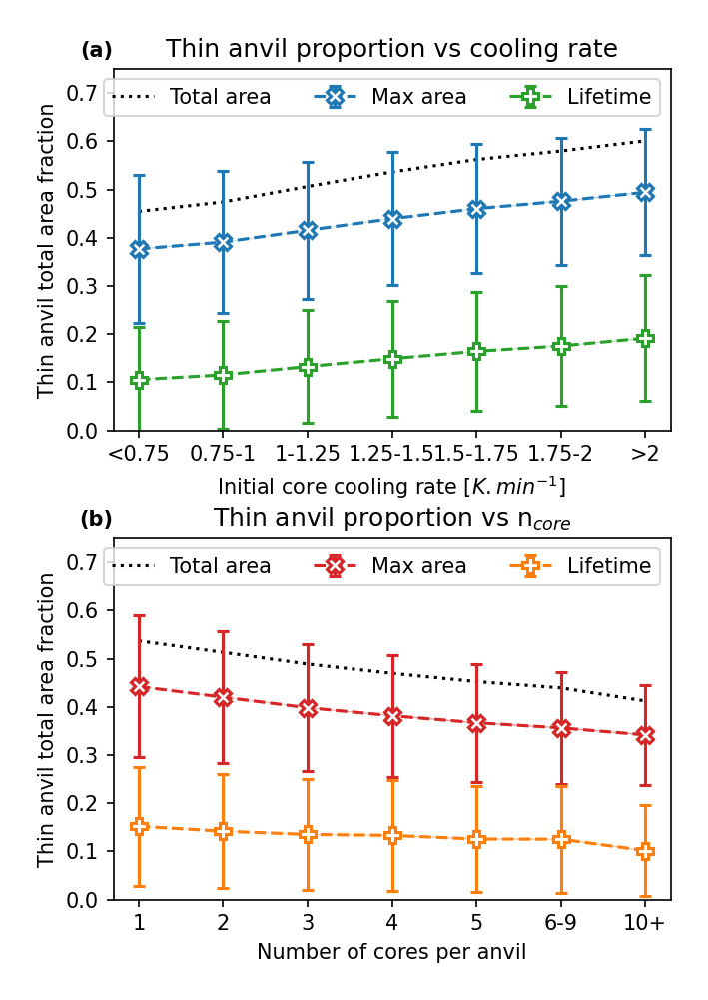 (a) Thin anvil proportion vs cooling rate
Total area Max area Lifetime
Thin anvil total area fraction
0.7
0.6
0.5
0.4
0.3
0.2
0.1
0.0
<0.75 0.75-1 1-1.25 1.25-1.5 1.5-1.75 1.75-2 >2
Initial core cooling rate [K.min⁻¹]
(b) Thin anvil proportion vs n_core
Total area Max area Lifetime
Thin anvil total area fraction
0.7
0.6
0.5
0.4
0.3
0.2
0.1
0.0
1 2 3 4 5 6-9 10+
Number of cores per anvil